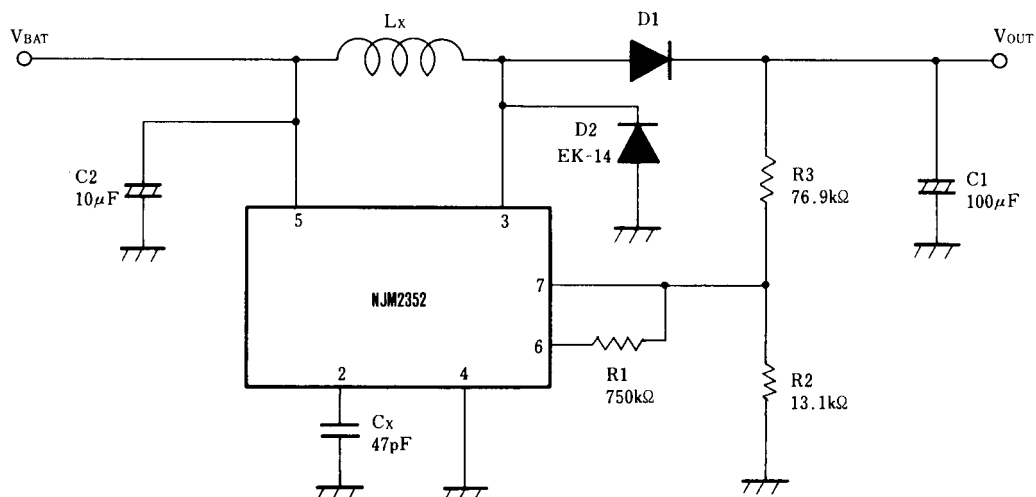 VBAT
LX
D1
VOUT
D2
EK-14
C2
10μF
R3
76.9kΩ
C1
100μF
5
3
NJM2352
7
6
R1
750kΩ
R2
13.1kΩ
2
4
CX
47pF